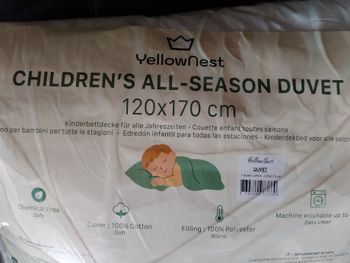 YellowNest
CHILDREN'S ALL-SEASON DUVET
120x170 cm
Kinderbettdecke für alle Jahreszeiten - Couette enfant toutes saisons
no per bambini per tutte le stagioni - Edredón infantil para todas las estaciones - Kinderdekbed voor alle
YellowNest
DUVET
Chemical Free
Safe
Cover : 100% Cotton
Soft
Filling : 100% Polyester
Warm
Machine washable up to
Easy clean